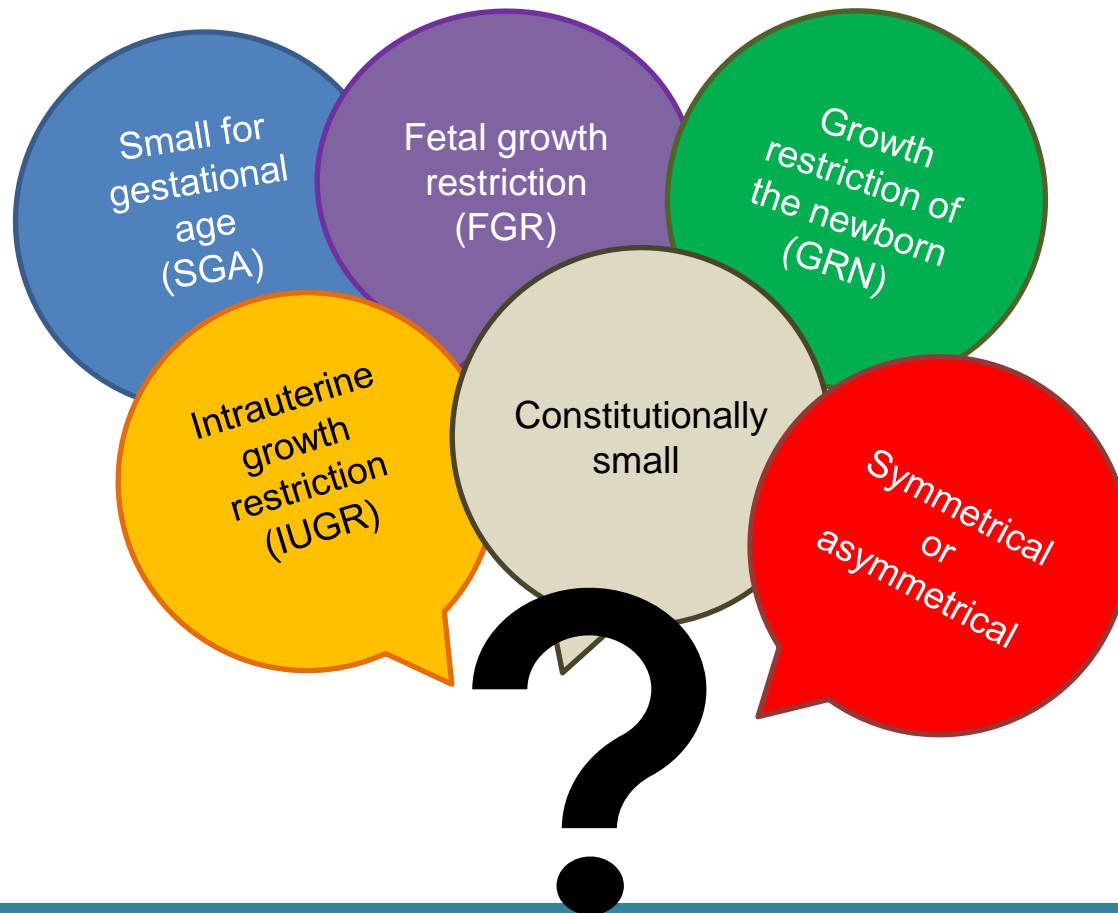 Small for
gestational
age
(SGA)
Fetal growth
restriction
(FGR)
Growth
restriction of
the newborn
(GRN)
Intrauterine
growth
restriction
(IUGR)
Constitutionally
small
Symmetrical
or
asymmetrical
?